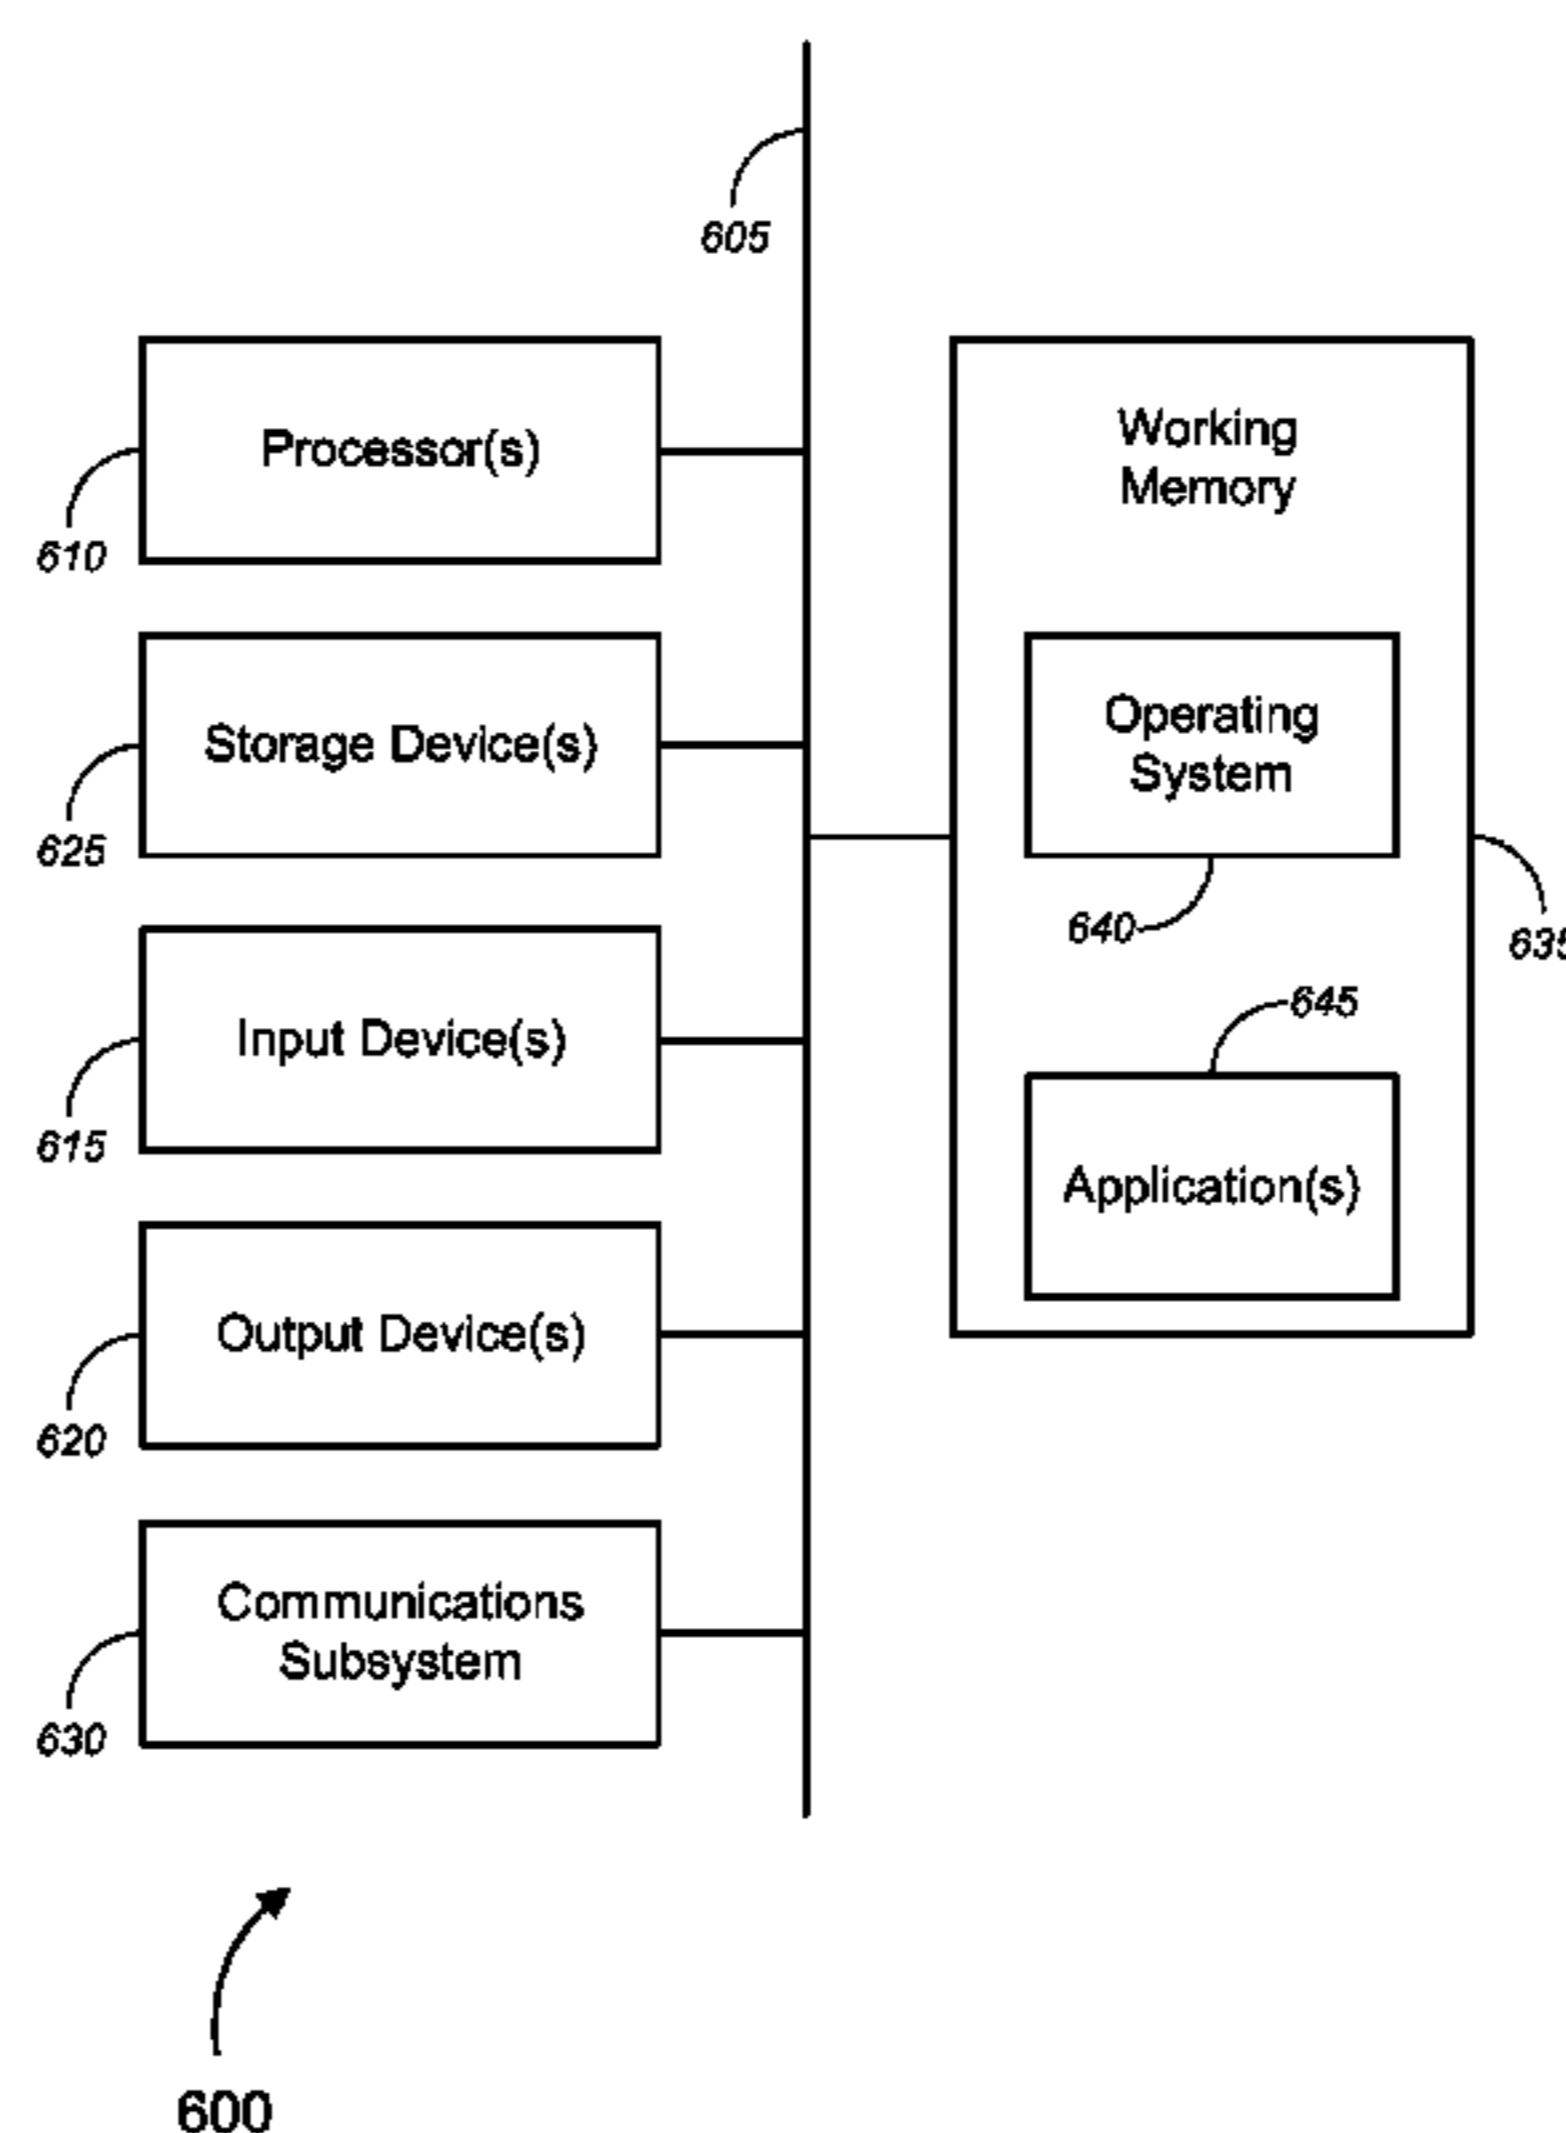 605
Processor(s)
610
Working
Memory
Storage Device(s)
625
Operating
System
640
635
Input Device(s)
615
645
Application(s)
Output Device(s)
620
Communications
Subsystem
630
600